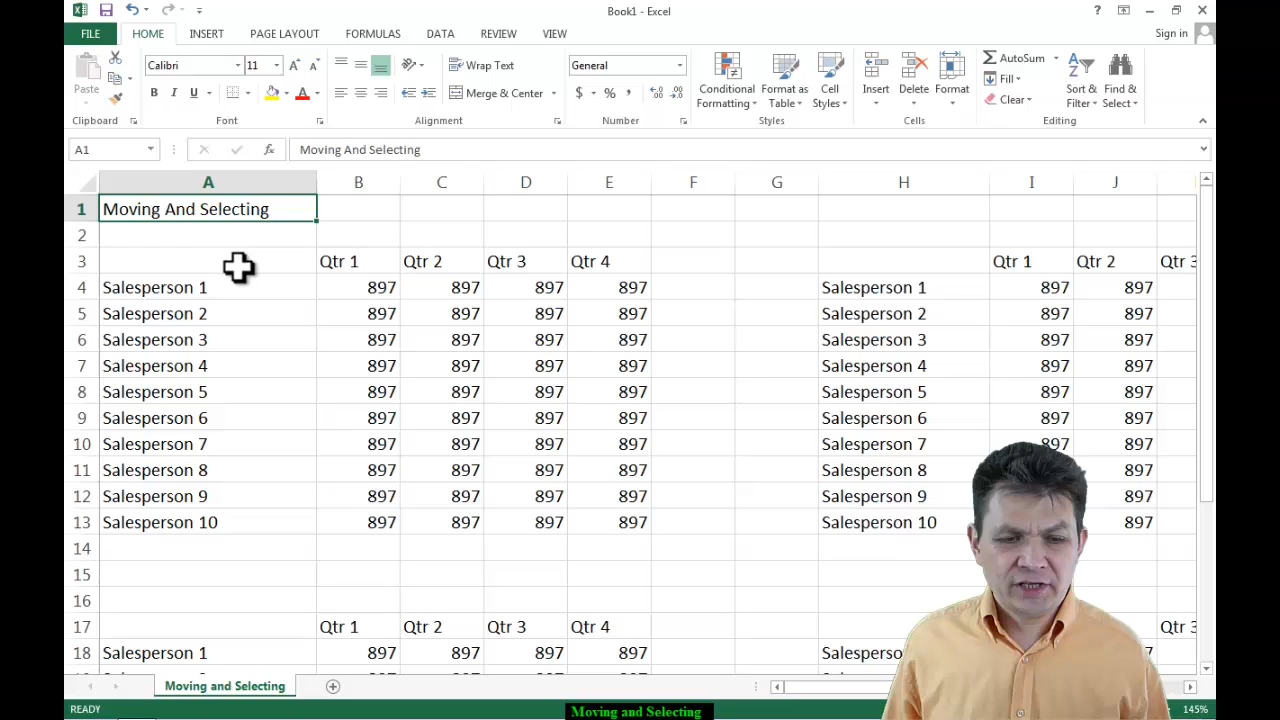 Book1 - Excel
?
FILE HOME INSERT PAGE LAYOUT FORMULAS DATA REVIEW VIEW Sign in
Paste
Calibri 11
B I U A
Wrap Text
Merge & Center
General
$ % ,
Conditional Formatting
Format as Table
Cell Styles
Insert Delete Format
AutoSum
Fill
Clear
Sort & Filter
Find & Select
Clipboard Font Alignment Number Styles Cells Editing
A1 fx Moving And Selecting
A B C D E F G H I J
1 Moving And Selecting
2
3 Qtr 1 Qtr 2 Qtr 3 Qtr 4 Qtr 1 Qtr 2 Qtr 3
4 Salesperson 1 897 897 897 897 Salesperson 1 897 897
5 Salesperson 2 897 897 897 897 Salesperson 2 897 897
6 Salesperson 3 897 897 897 897 Salesperson 3 897 897
7 Salesperson 4 897 897 897 897 Salesperson 4 897 897
8 Salesperson 5 897 897 897 897 Salesperson 5 897 897
9 Salesperson 6 897 897 897 897 Salesperson 6 897 897
10 Salesperson 7 897 897 897 897 Salesperson 7 897 897
11 Salesperson 8 897 897 897 897 Salesperson 8 897
12 Salesperson 9 897 897 897 897 Salesperson 9 897
13 Salesperson 10 897 897 897 897 Salesperson 10 897
14
15
16
17 Qtr 1 Qtr 2 Qtr 3 Qtr 4 Qtr 3
18 Salesperson 1 897 897 897 897
Moving and Selecting
READY 145%
Moving and Selecting